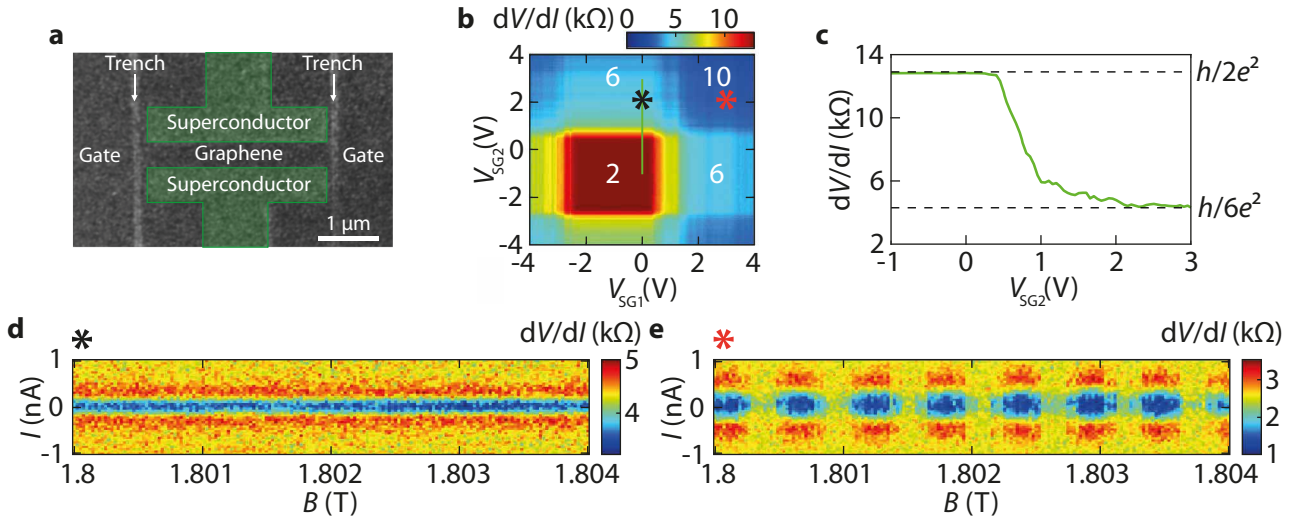 a
Trench
Trench
Superconductor
Gate
Graphene
Gate
Superconductor
1 μm
b
dV/dI (kΩ)
0
5
10
4
2
0
-2
-4
V_SG2(V)
6
10
*
*
2
6
-4
-2
0
2
4
V_SG1(V)
c
14
10
6
2
dV/dI (kΩ)
h/2e²
h/6e²
-1
0
1
2
3
V_SG2(V)
d
*
dV/dI (kΩ)
1
0
-1
I (nA)
5
4
1.8
1.801
1.802
1.803
1.804
B (T)
e
*
dV/dI (kΩ)
1
0
-1
I (nA)
3
2
1
1.8
1.801
1.802
1.803
1.804
B (T)